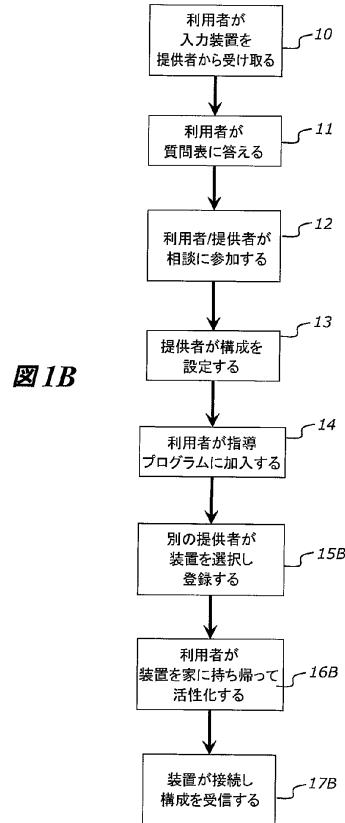 利用者が
入力装置を
提供者から受け取る
10
利用者が
質問表に答える
11
利用者/提供者が
相談に参加する
12
提供者が構成を
設定する
13
図1B
利用者が指導
プログラムに加入する
14
別の提供者が
装置を選択し
登録する
15B
利用者が
装置を家に持ち帰って
活性化する
16B
装置が接続し
構成を受信する
17B